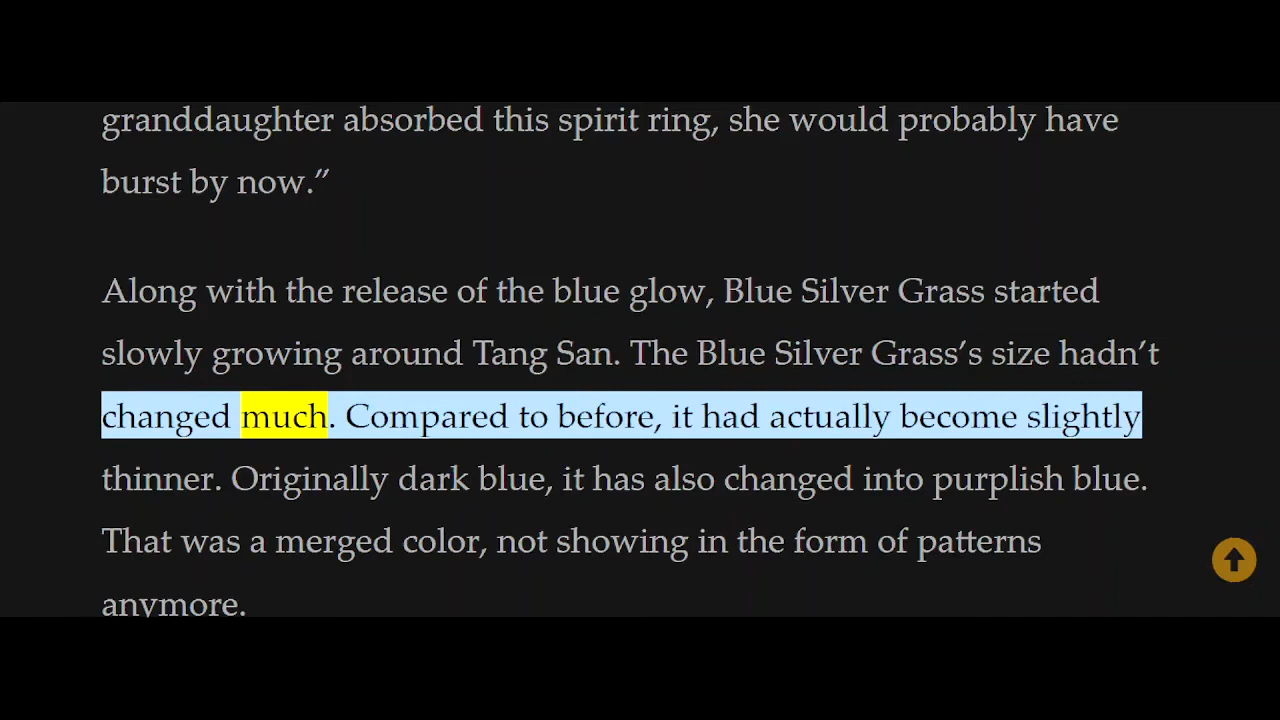 granddaughter absorbed this spirit ring, she would probably have
burst by now.”
Along with the release of the blue glow, Blue Silver Grass started
slowly growing around Tang San. The Blue Silver Grass’s size hadn’t
changed much. Compared to before, it had actually become slightly
thinner. Originally dark blue, it has also changed into purplish blue.
That was a merged color, not showing in the form of patterns
anymore.